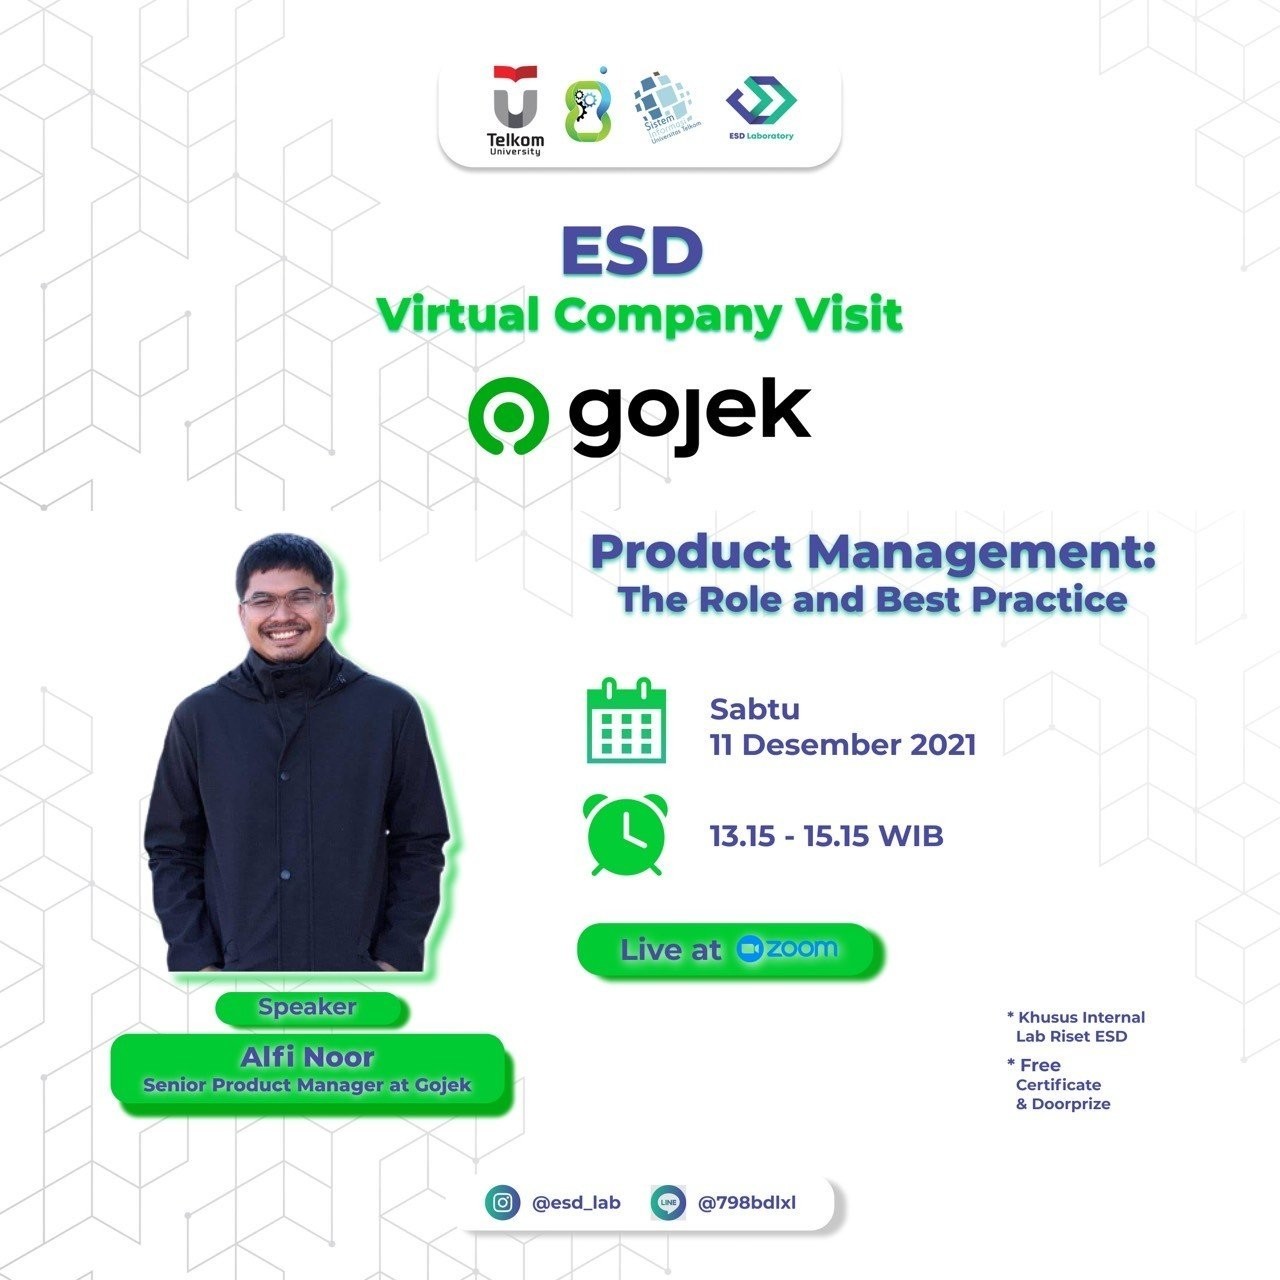 Telkom
University
Sistem
Informasi
Universitas Telkom
ESD Laboratory
ESD
Virtual Company Visit
gojek
Product Management:
The Role and Best Practice
Sabtu
11 Desember 2021
13.15 - 15.15 WIB
Live at zoom
Speaker
Alfi Noor
Senior Product Manager at Gojek
* Khusus Internal
Lab Riset ESD
* Free
Certificate
& Doorprize
@esd_lab
LINE @798bdlxl